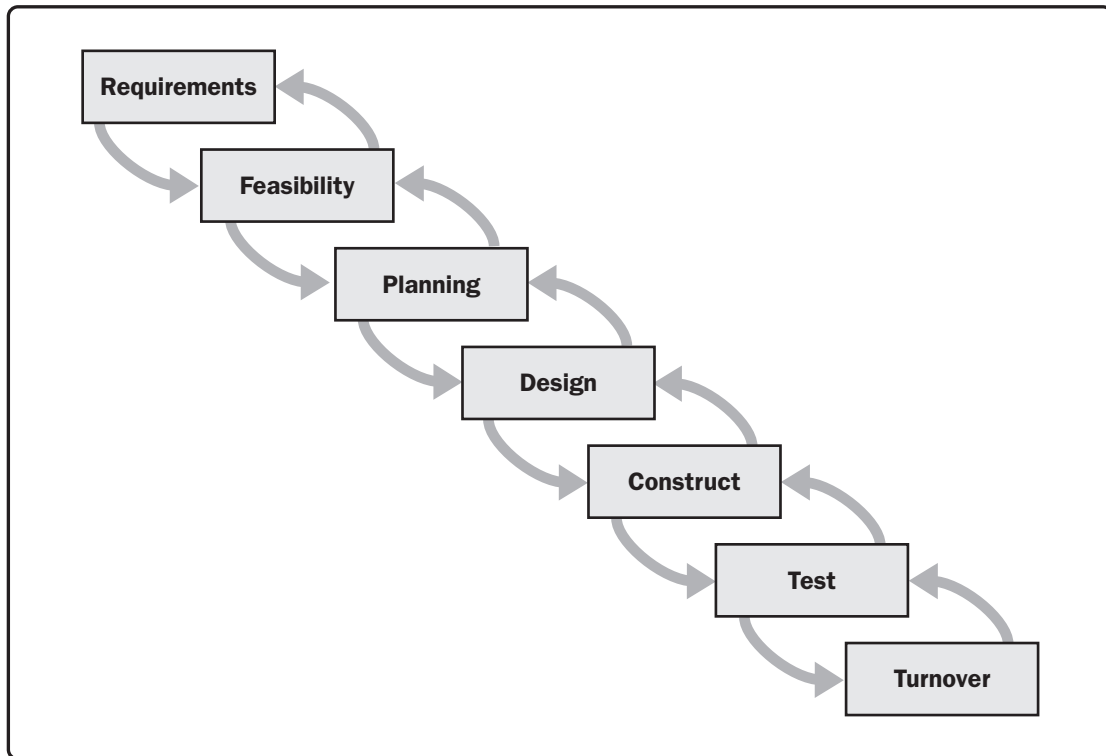 Requirements
Feasibility
Planning
Design
Construct
Test
Turnover